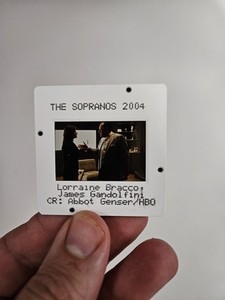 THE SOPRANOS 2004
Lorraine Bracco,
James Gandolfini
CR: Abbot Genser/HBO